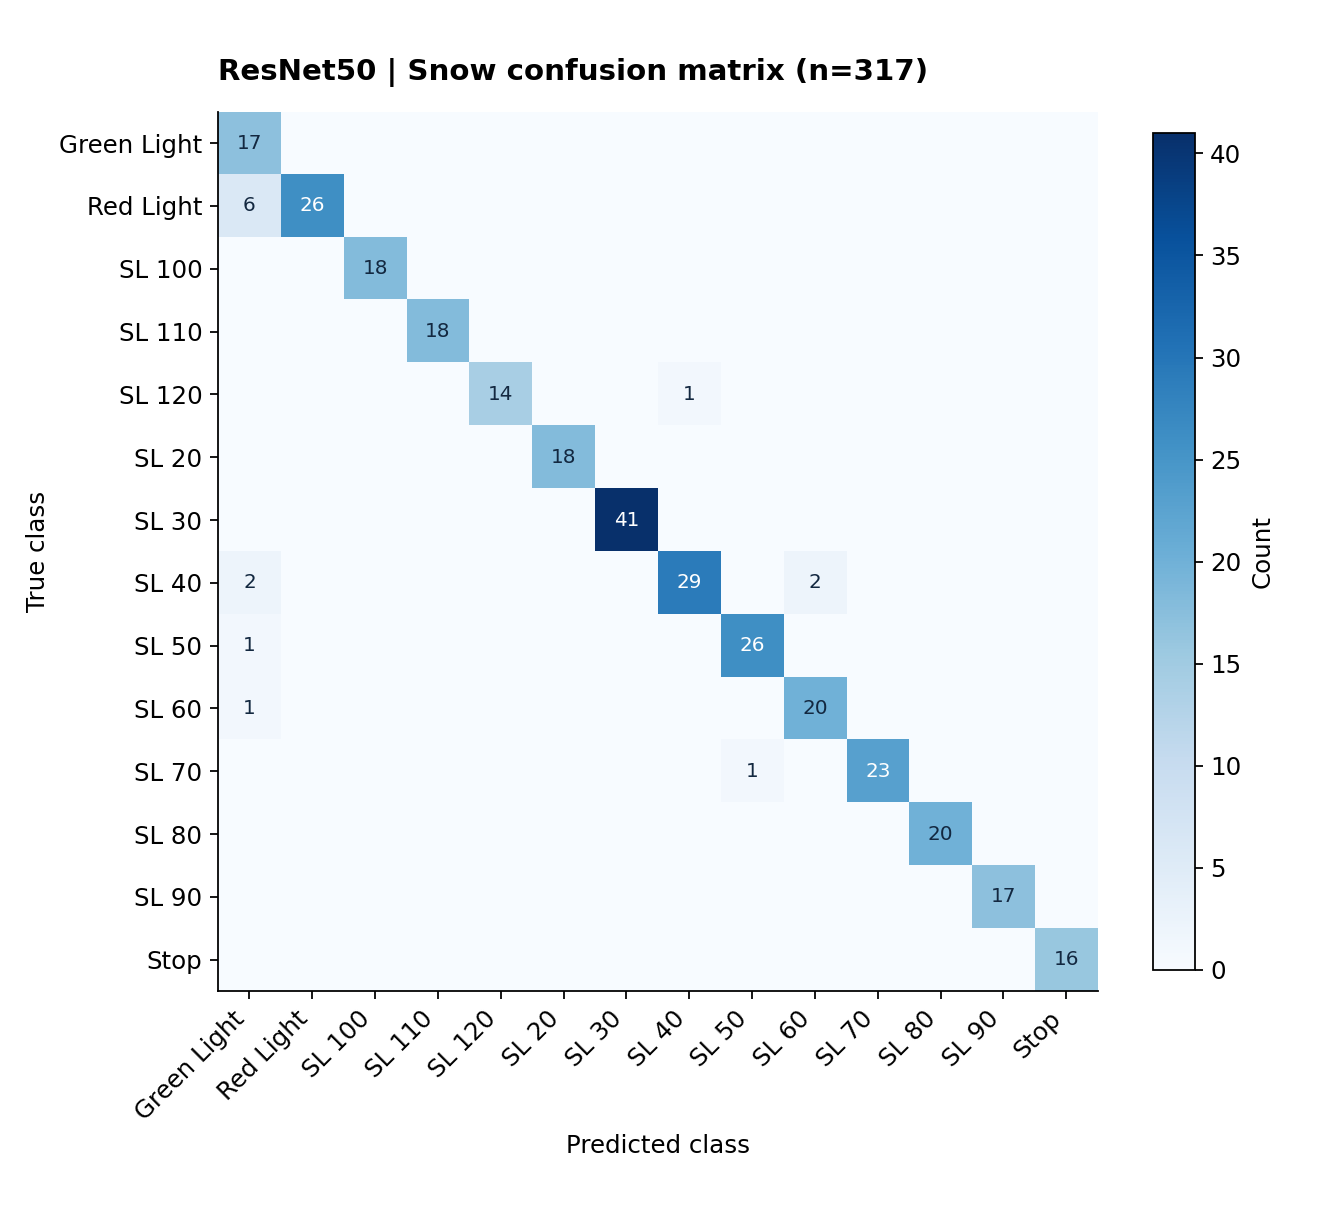 ResNet50 | Snow confusion matrix (n=317)
Green Light 17
Red Light 6 26
SL 100 18
SL 110 18
SL 120 14 1
SL 20 18
SL 30 41
SL 40 2 29 2
SL 50 1 26
SL 60 1 20
SL 70 1 23
SL 80 20
SL 90 17
Stop 16
True class
Green Light Red Light SL 100 SL 110 SL 120 SL 20 SL 30 SL 40 SL 50 SL 60 SL 70 SL 80 SL 90 Stop
Predicted class
40
35
30
25
20
15
10
5
0
Count